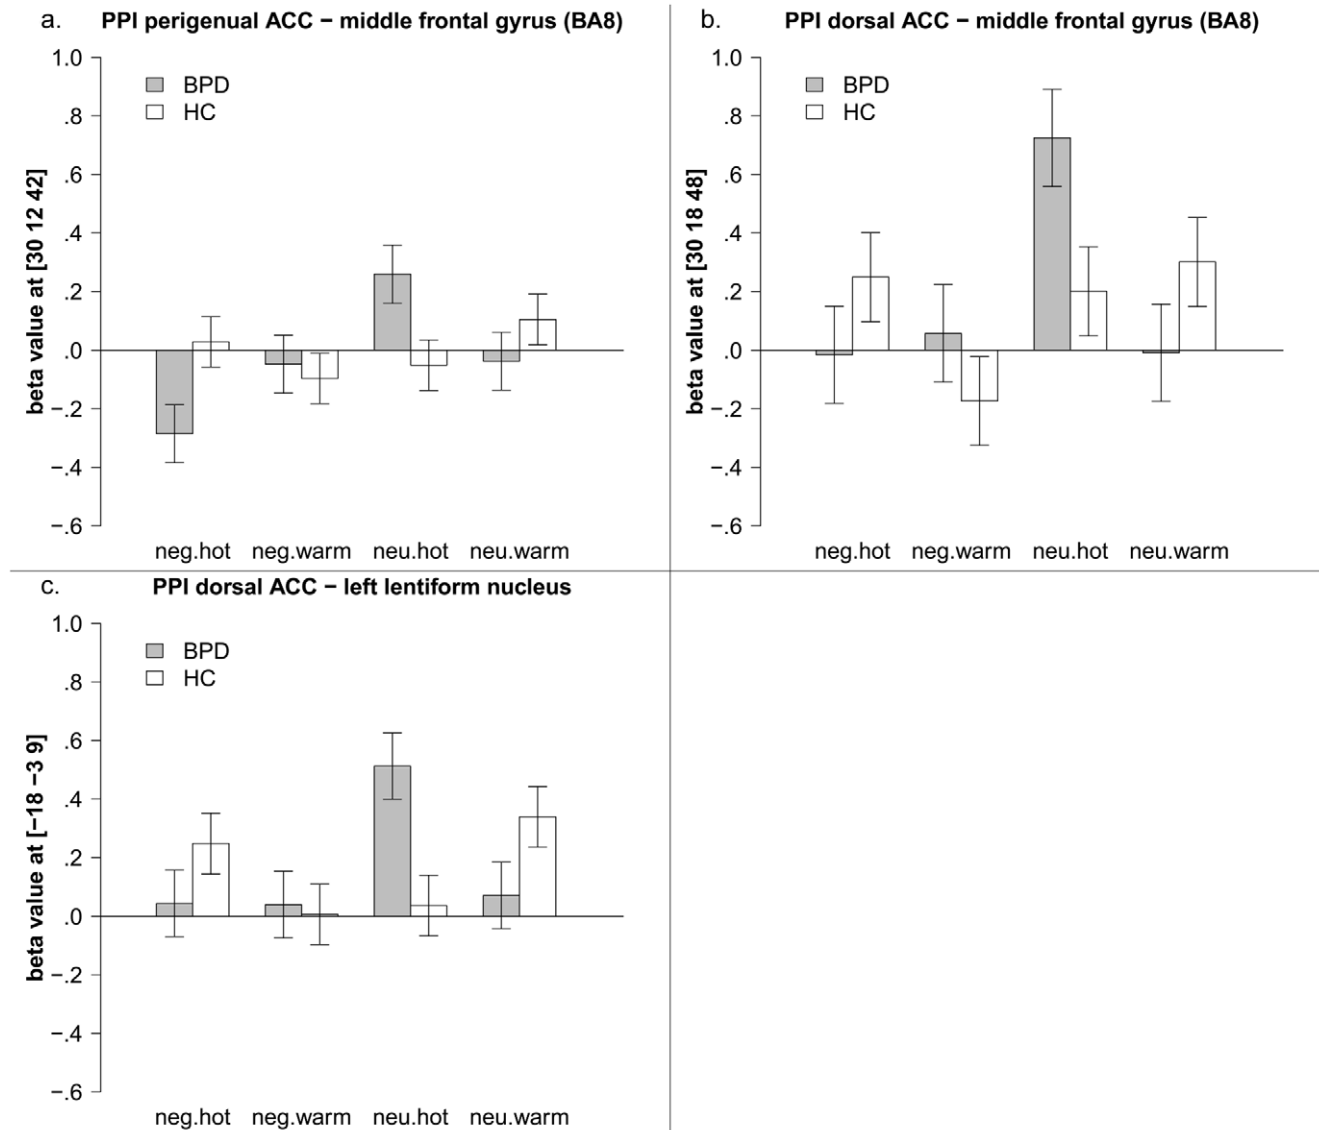 a. PPI perigenual ACC − middle frontal gyrus (BA8)
1.0
.8
.6
.4
.2
.0
−.2
−.4
−.6
beta value at [30 12 42]
BPD
HC
neg.hot neg.warm neu.hot neu.warm
b. PPI dorsal ACC − middle frontal gyrus (BA8)
1.0
.8
.6
.4
.2
.0
−.2
−.4
−.6
beta value at [30 18 48]
BPD
HC
neg.hot neg.warm neu.hot neu.warm
c. PPI dorsal ACC − left lentiform nucleus
1.0
.8
.6
.4
.2
.0
−.2
−.4
−.6
beta value at [−18 −3 9]
BPD
HC
neg.hot neg.warm neu.hot neu.warm